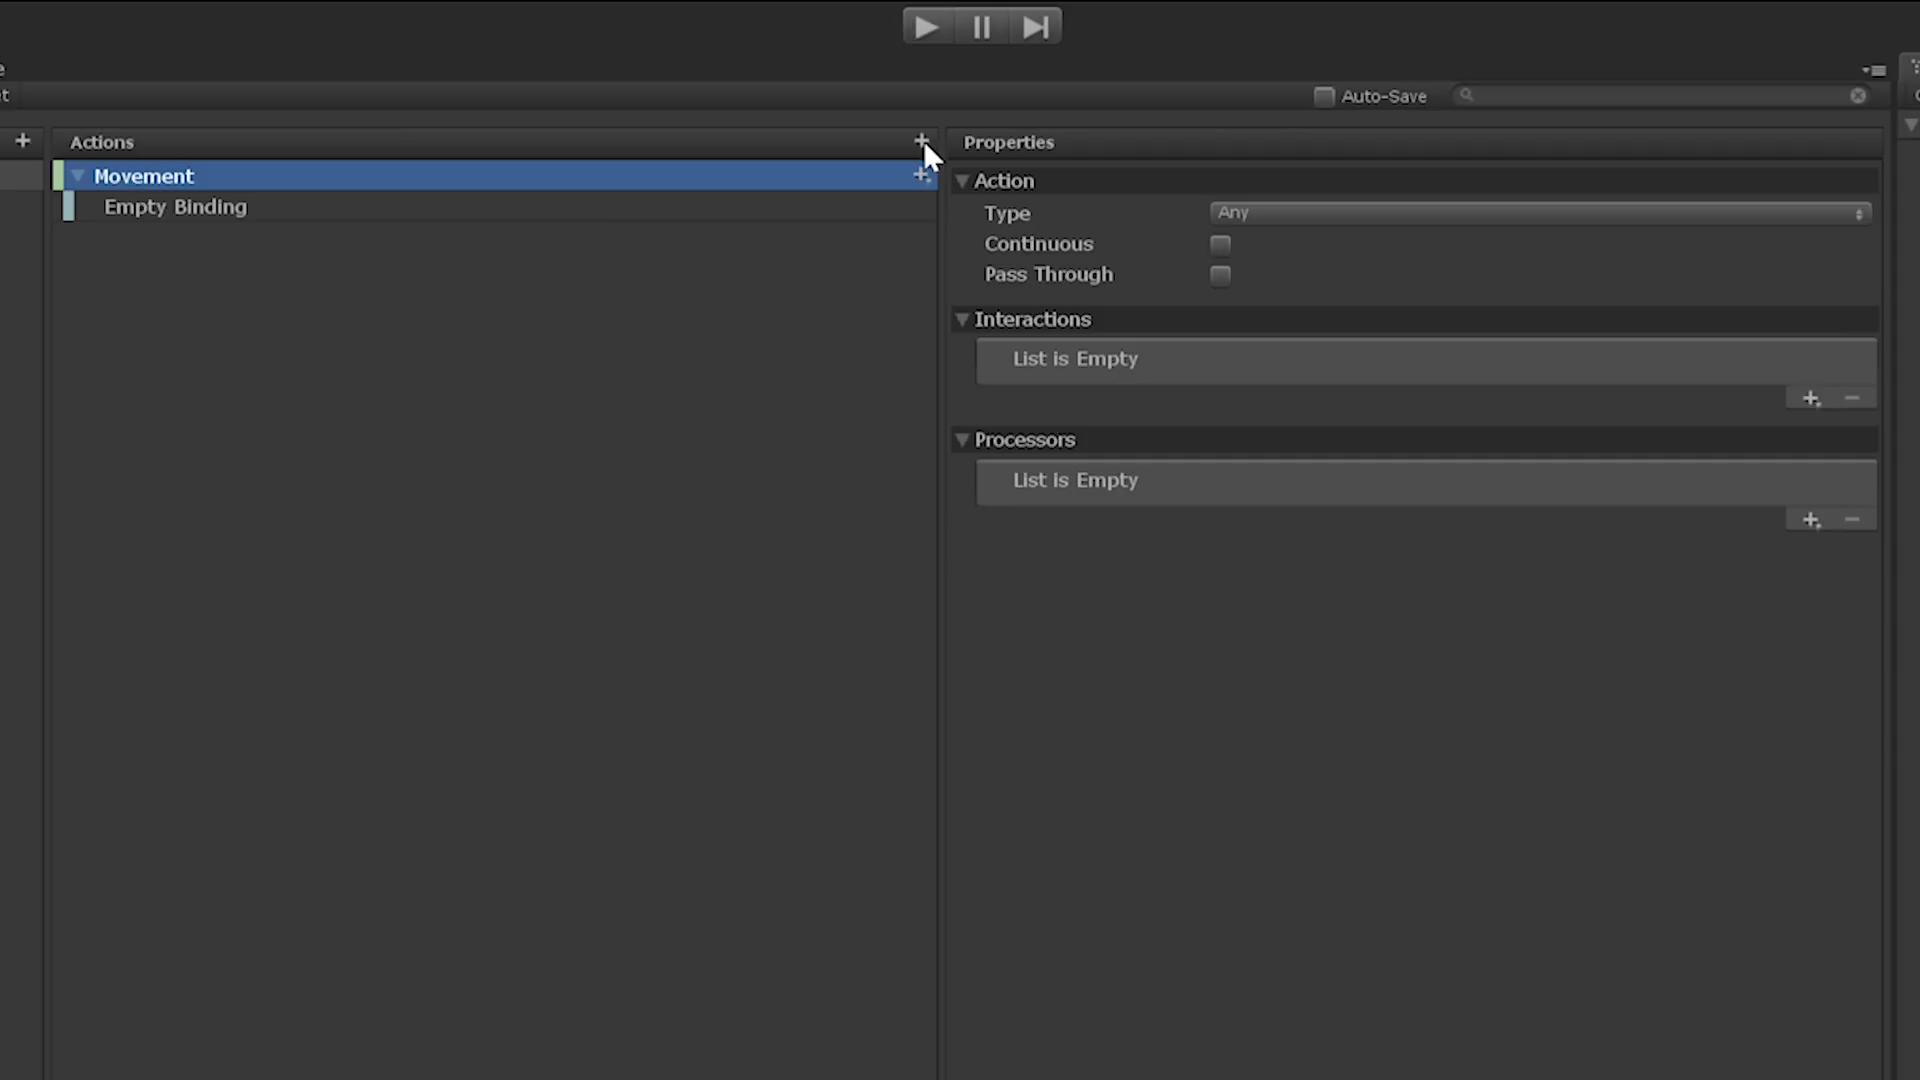 e
t
Auto-Save
Actions
Properties
Movement
Action
Empty Binding
Type
Any
Continuous
Pass Through
Interactions
List is Empty
Processors
List is Empty